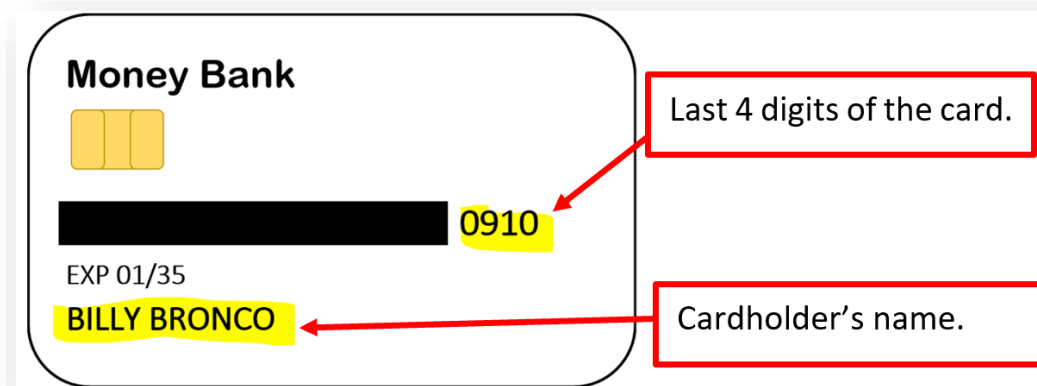 Money Bank
Last 4 digits of the card.
0910
EXP 01/35
BILLY BRONCO
Cardholder’s name.